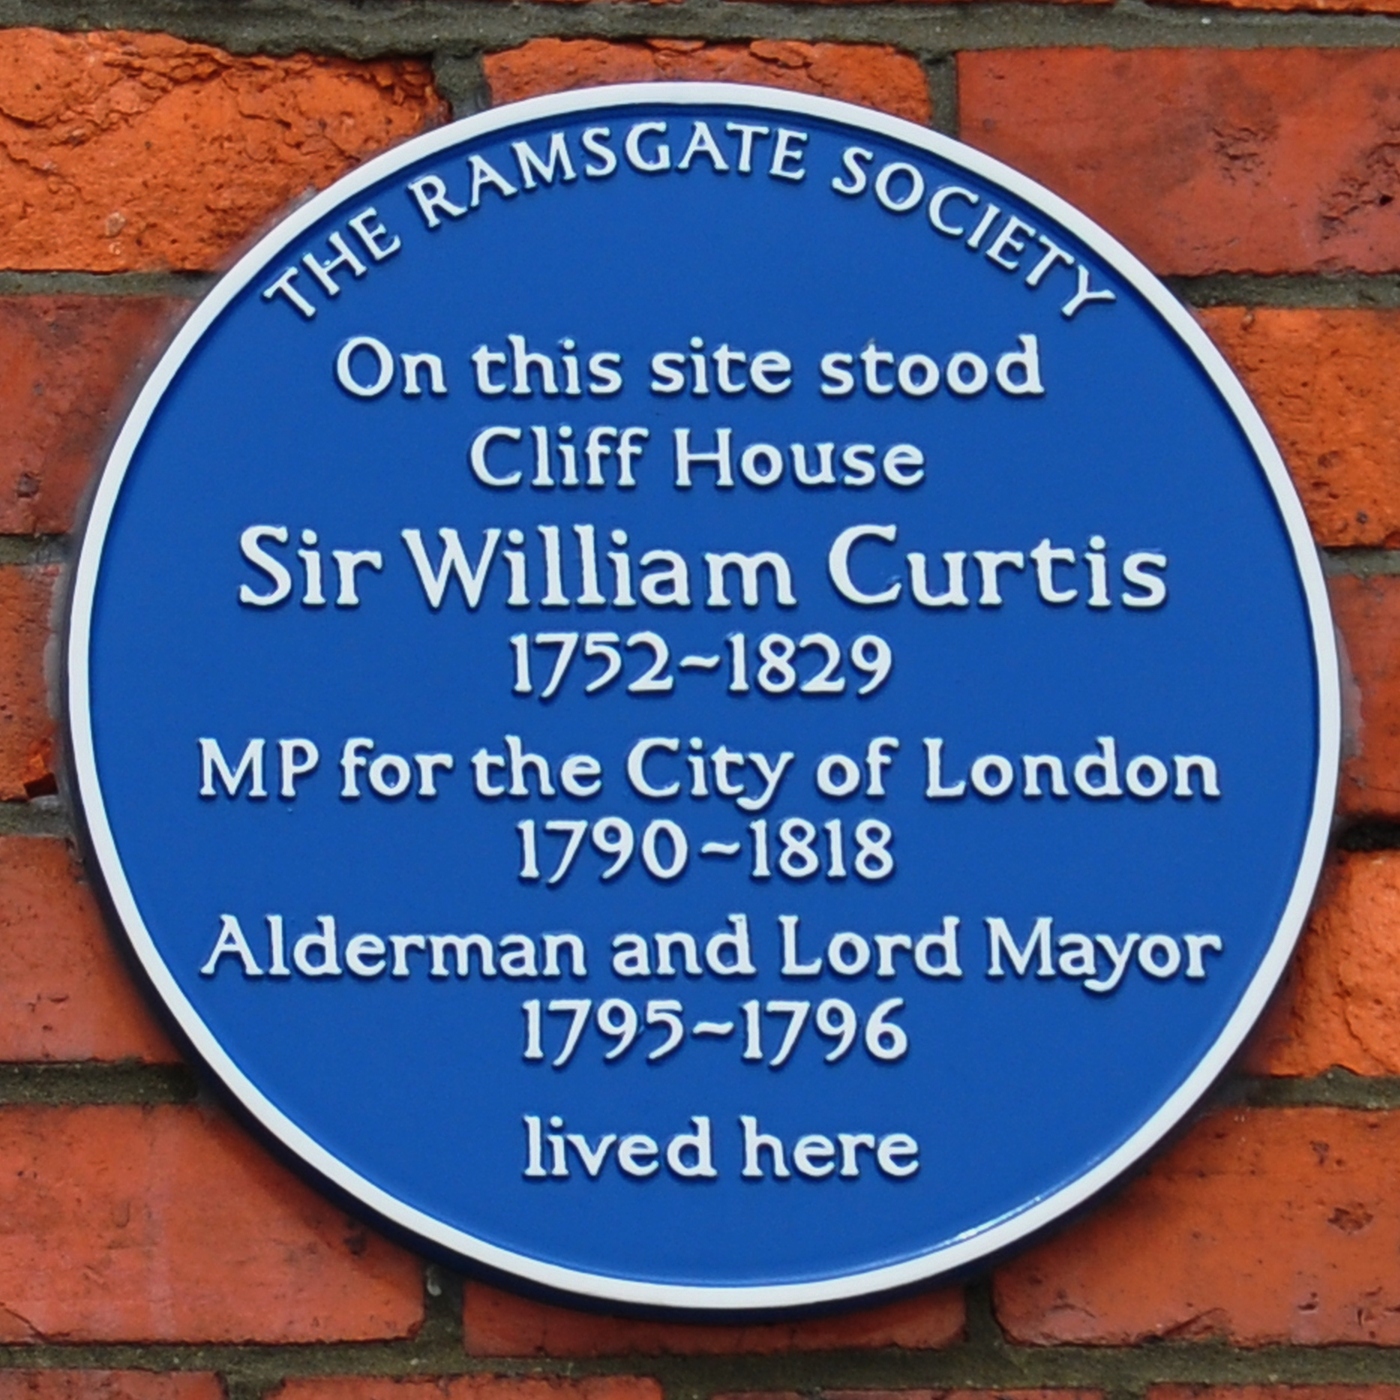 THE RAMSGATE SOCIETY
On this site stood
Cliff House
Sir William Curtis
1752~1829
MP for the City of London
1790~1818
Alderman and Lord Mayor
1795~1796
lived here